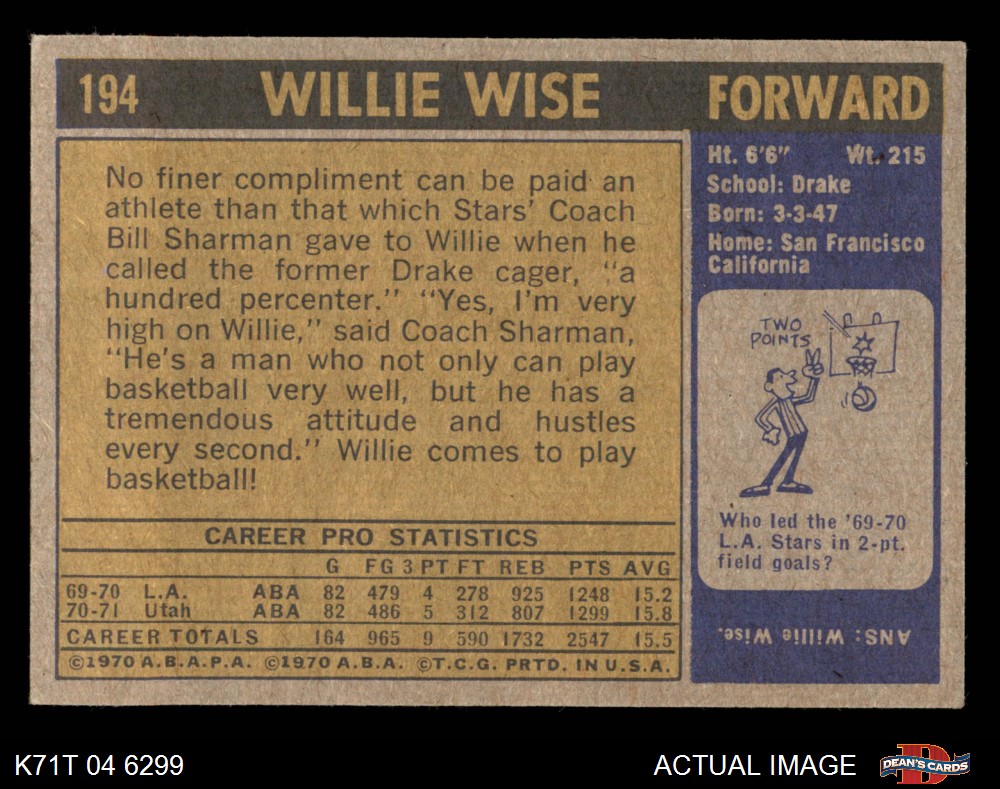 194 WILLIE WISE FORWARD
No finer compliment can be paid an
athlete than that which Stars' Coach
Bill Sharman gave to Willie when he
called the former Drake cager, "a
hundred percenter." "Yes, I'm very
high on Willie," said Coach Sharman,
"He's a man who not only can play
basketball very well, but he has a
tremendous attitude and hustles
every second." Willie comes to play
basketball!
CAREER PRO STATISTICS
G FG 3 PT FT REB PTS AVG
69-70 L.A. ABA 82 479 4 278 925 1248 15.2
70-71 Utah ABA 82 486 5 312 807 1299 15.8
CAREER TOTALS 164 965 9 590 1732 2547 15.5
©1970 A.B.A.P.A. ©1970 A.B.A. ©T.C.G. PRTD. IN U.S.A.
Ht. 6'6" Wt. 215
School: Drake
Born: 3-3-47
Home: San Francisco
California
TWO
POINTS
Who led the '69-70
L.A. Stars in 2-pt.
field goals?
ANS: Willie Wise.
K71T 04 6299 ACTUAL IMAGE DEAN'S CARDS